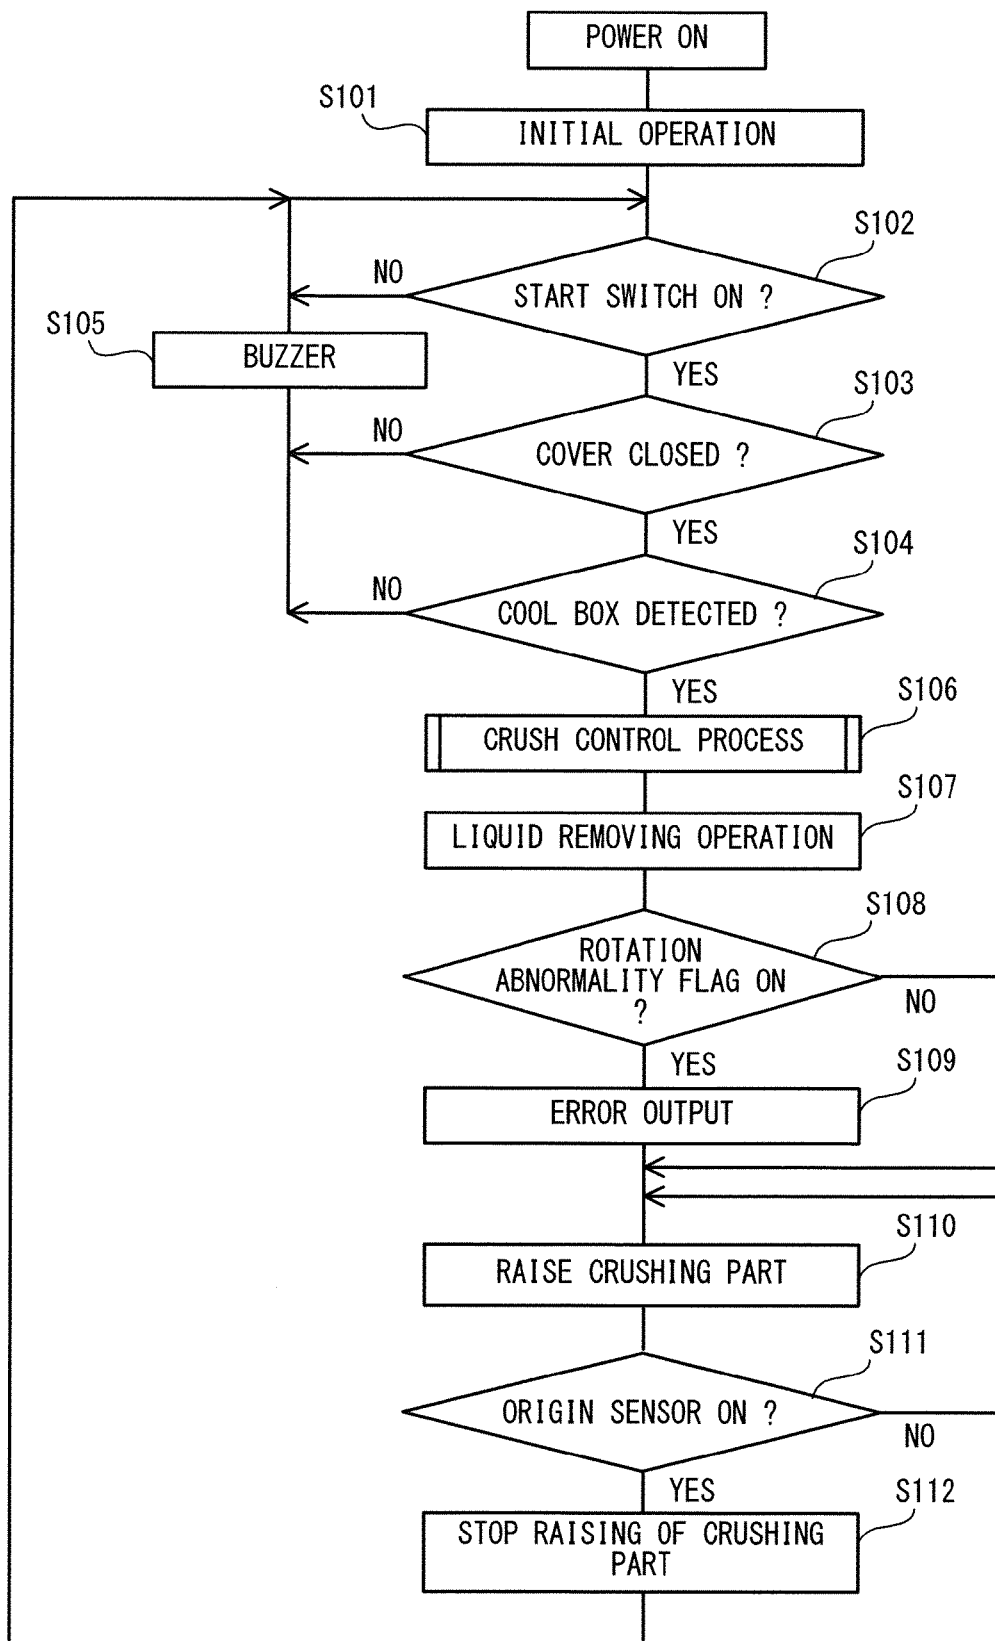 POWER ON
S101
INITIAL OPERATION
S102
NO
START SWITCH ON ?
S105
BUZZER
YES
S103
NO
COVER CLOSED ?
YES
S104
NO
COOL BOX DETECTED ?
YES
S106
CRUSH CONTROL PROCESS
S107
LIQUID REMOVING OPERATION
S108
ROTATION
ABNORMALITY FLAG ON
?
NO
YES
S109
ERROR OUTPUT
S110
RAISE CRUSHING PART
S111
ORIGIN SENSOR ON ?
NO
YES
S112
STOP RAISING OF CRUSHING
PART